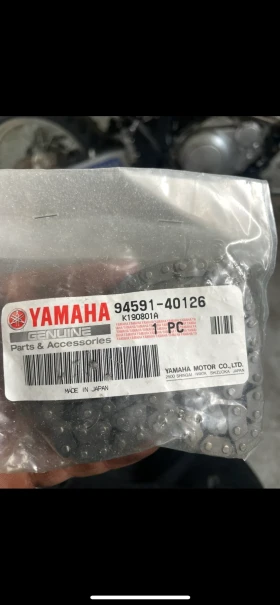 YAMAHA
GENUINE
Parts & Accessories
94591-40126
K190801A
1 PC
MADE IN JAPAN
YAMAHA MOTOR CO.,LTD.